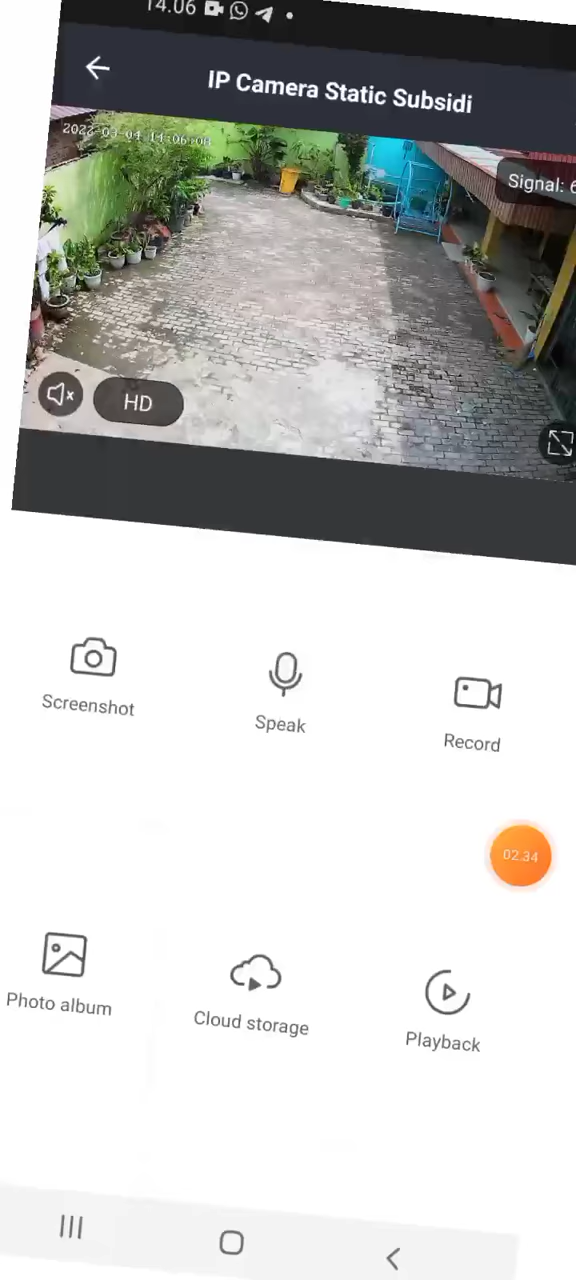 14.06
IP Camera Static Subsidi
2022-03-04 14:06:08
Signal: 6
HD
Screenshot
Speak
Record
02.34
Photo album
Cloud storage
Playback